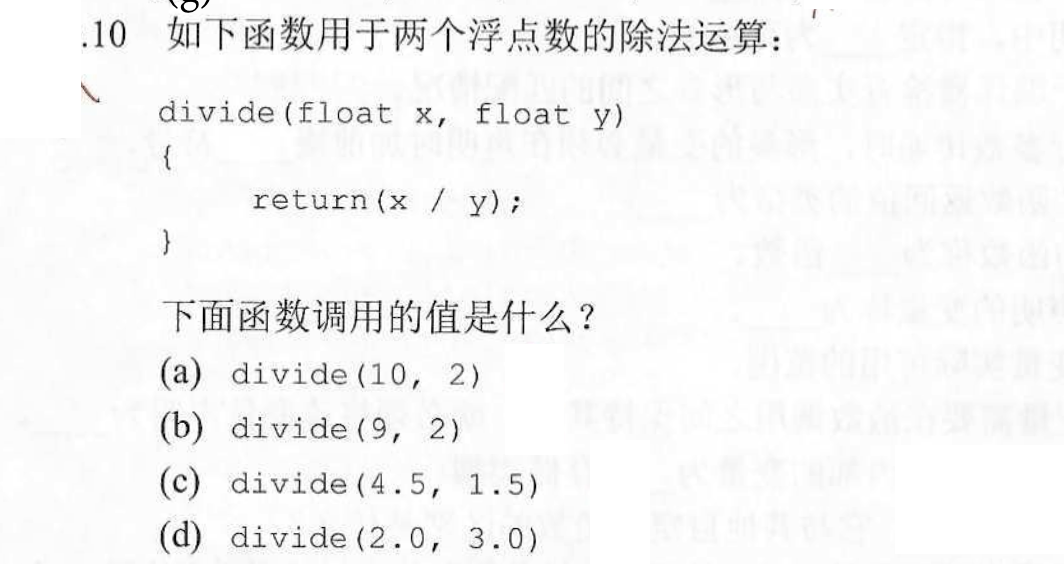 (g)
.10 如下函数用于两个浮点数的除法运算：
divide(float x, float y)
{
return(x / y);
}
下面函数调用的值是什么？
(a) divide(10, 2)
(b) divide(9, 2)
(c) divide(4.5, 1.5)
(d) divide(2.0, 3.0)